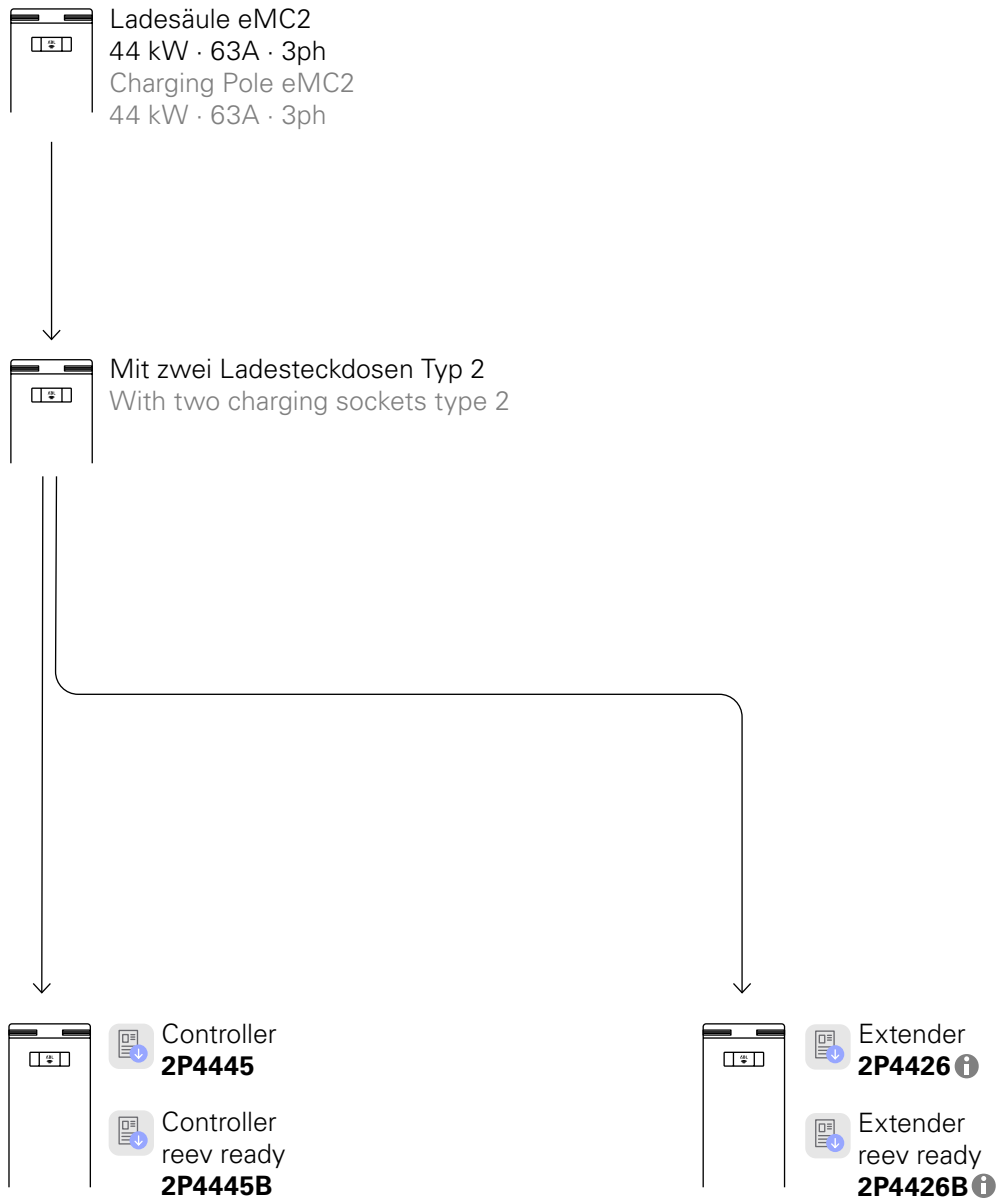 Ladesäule eMC2
44 kW · 63A · 3ph
Charging Pole eMC2
44 kW · 63A · 3ph
Mit zwei Ladesteckdosen Typ 2
With two charging sockets type 2
Controller
2P4445
Controller
reev ready
2P4445B
Extender
2P4426
Extender
reev ready
2P4426B